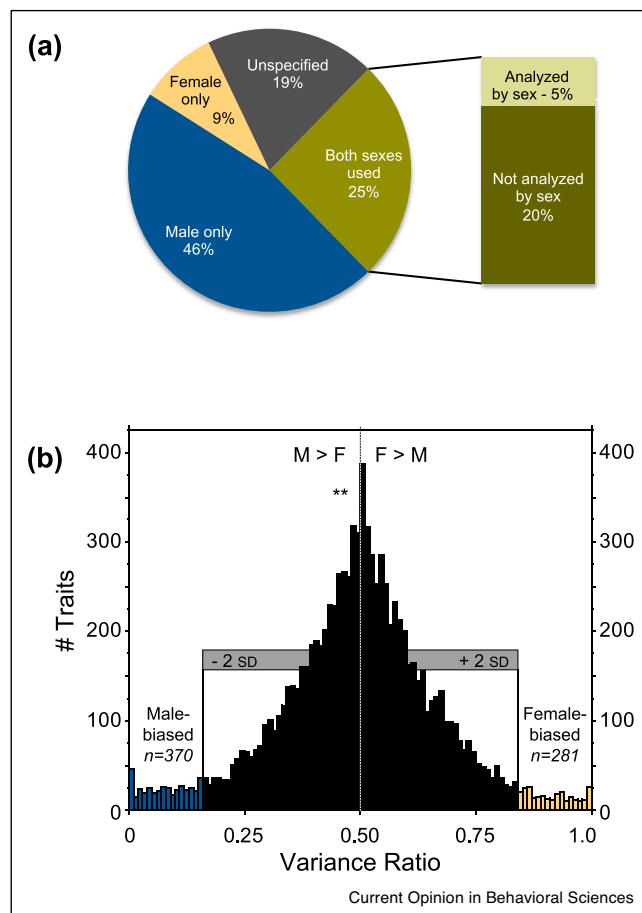 (a)
Female
only
9%
Unspecified
19%
Both sexes
used
25%
Male only
46%
Analyzed
by sex - 5%
Not analyzed
by sex
20%
(b)
M > F
F > M
**
400
300
200
100
0
# Traits
400
300
200
100
0
- 2 SD
+ 2 SD
Male-
biased
n=370
Female-
biased
n=281
0
0.25
0.50
0.75
1.0
Variance Ratio
Current Opinion in Behavioral Sciences